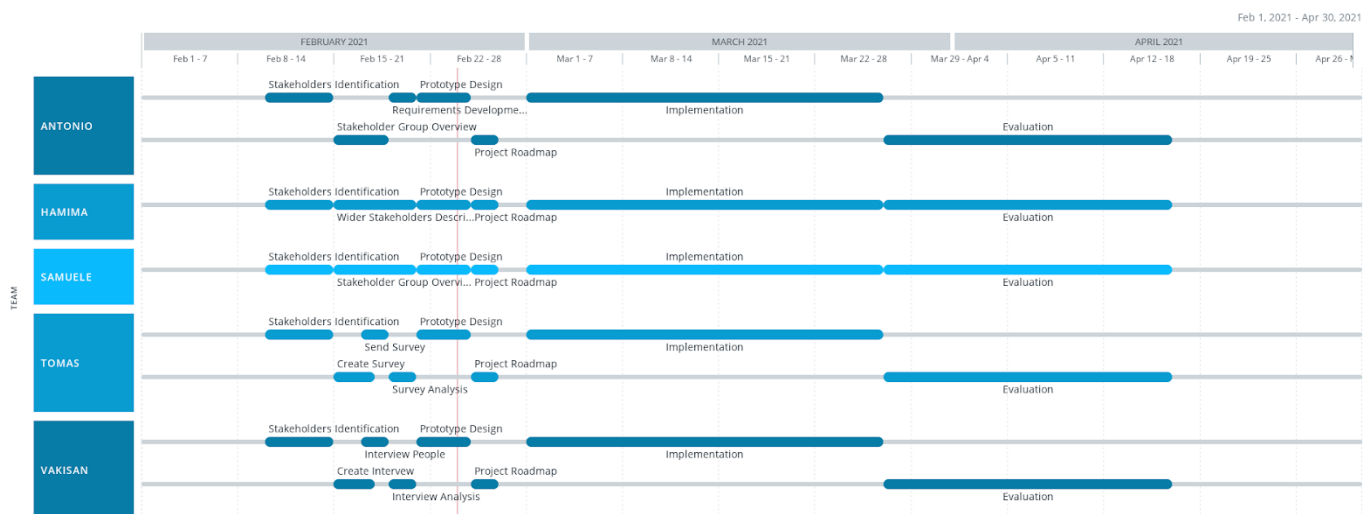 Feb 1, 2021 - Apr 30, 2021
FEBRUARY 2021 MARCH 2021 APRIL 2021
Feb 1 - 7 Feb 8 - 14 Feb 15 - 21 Feb 22 - 28 Mar 1 - 7 Mar 8 - 14 Mar 15 - 21 Mar 22 - 28 Mar 29 - Apr 4 Apr 5 - 11 Apr 12 - 18 Apr 19 - 25 Apr 26 -
TEAM
ANTONIO
Stakeholders Identification Prototype Design
Requirements Developme... Implementation
Stakeholder Group Overview Evaluation
Project Roadmap
HAMIMA
Stakeholders Identification Prototype Design Implementation
Wider Stakeholders Descri... Project Roadmap Evaluation
SAMUELE
Stakeholders Identification Prototype Design Implementation
Stakeholder Group Overvi... Project Roadmap Evaluation
TOMAS
Stakeholders Identification Prototype Design
Send Survey Implementation
Create Survey Project Roadmap
Survey Analysis Evaluation
VAKISAN
Stakeholders Identification Prototype Design
Interview People Implementation
Create Intervew Project Roadmap
Interview Analysis Evaluation